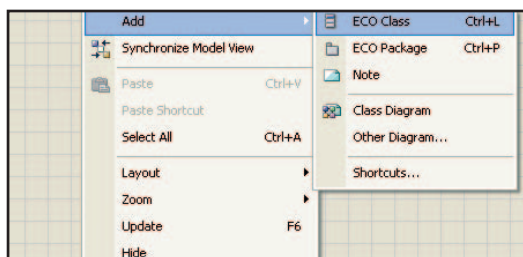 Add
Synchronize Model View
Paste Ctrl+V
Paste Shortcut
Select All Ctrl+A
Layout
Zoom
Update F6
Hide
ECO Class Ctrl+L
ECO Package Ctrl+P
Note
Class Diagram
Other Diagram...
Shortcuts...